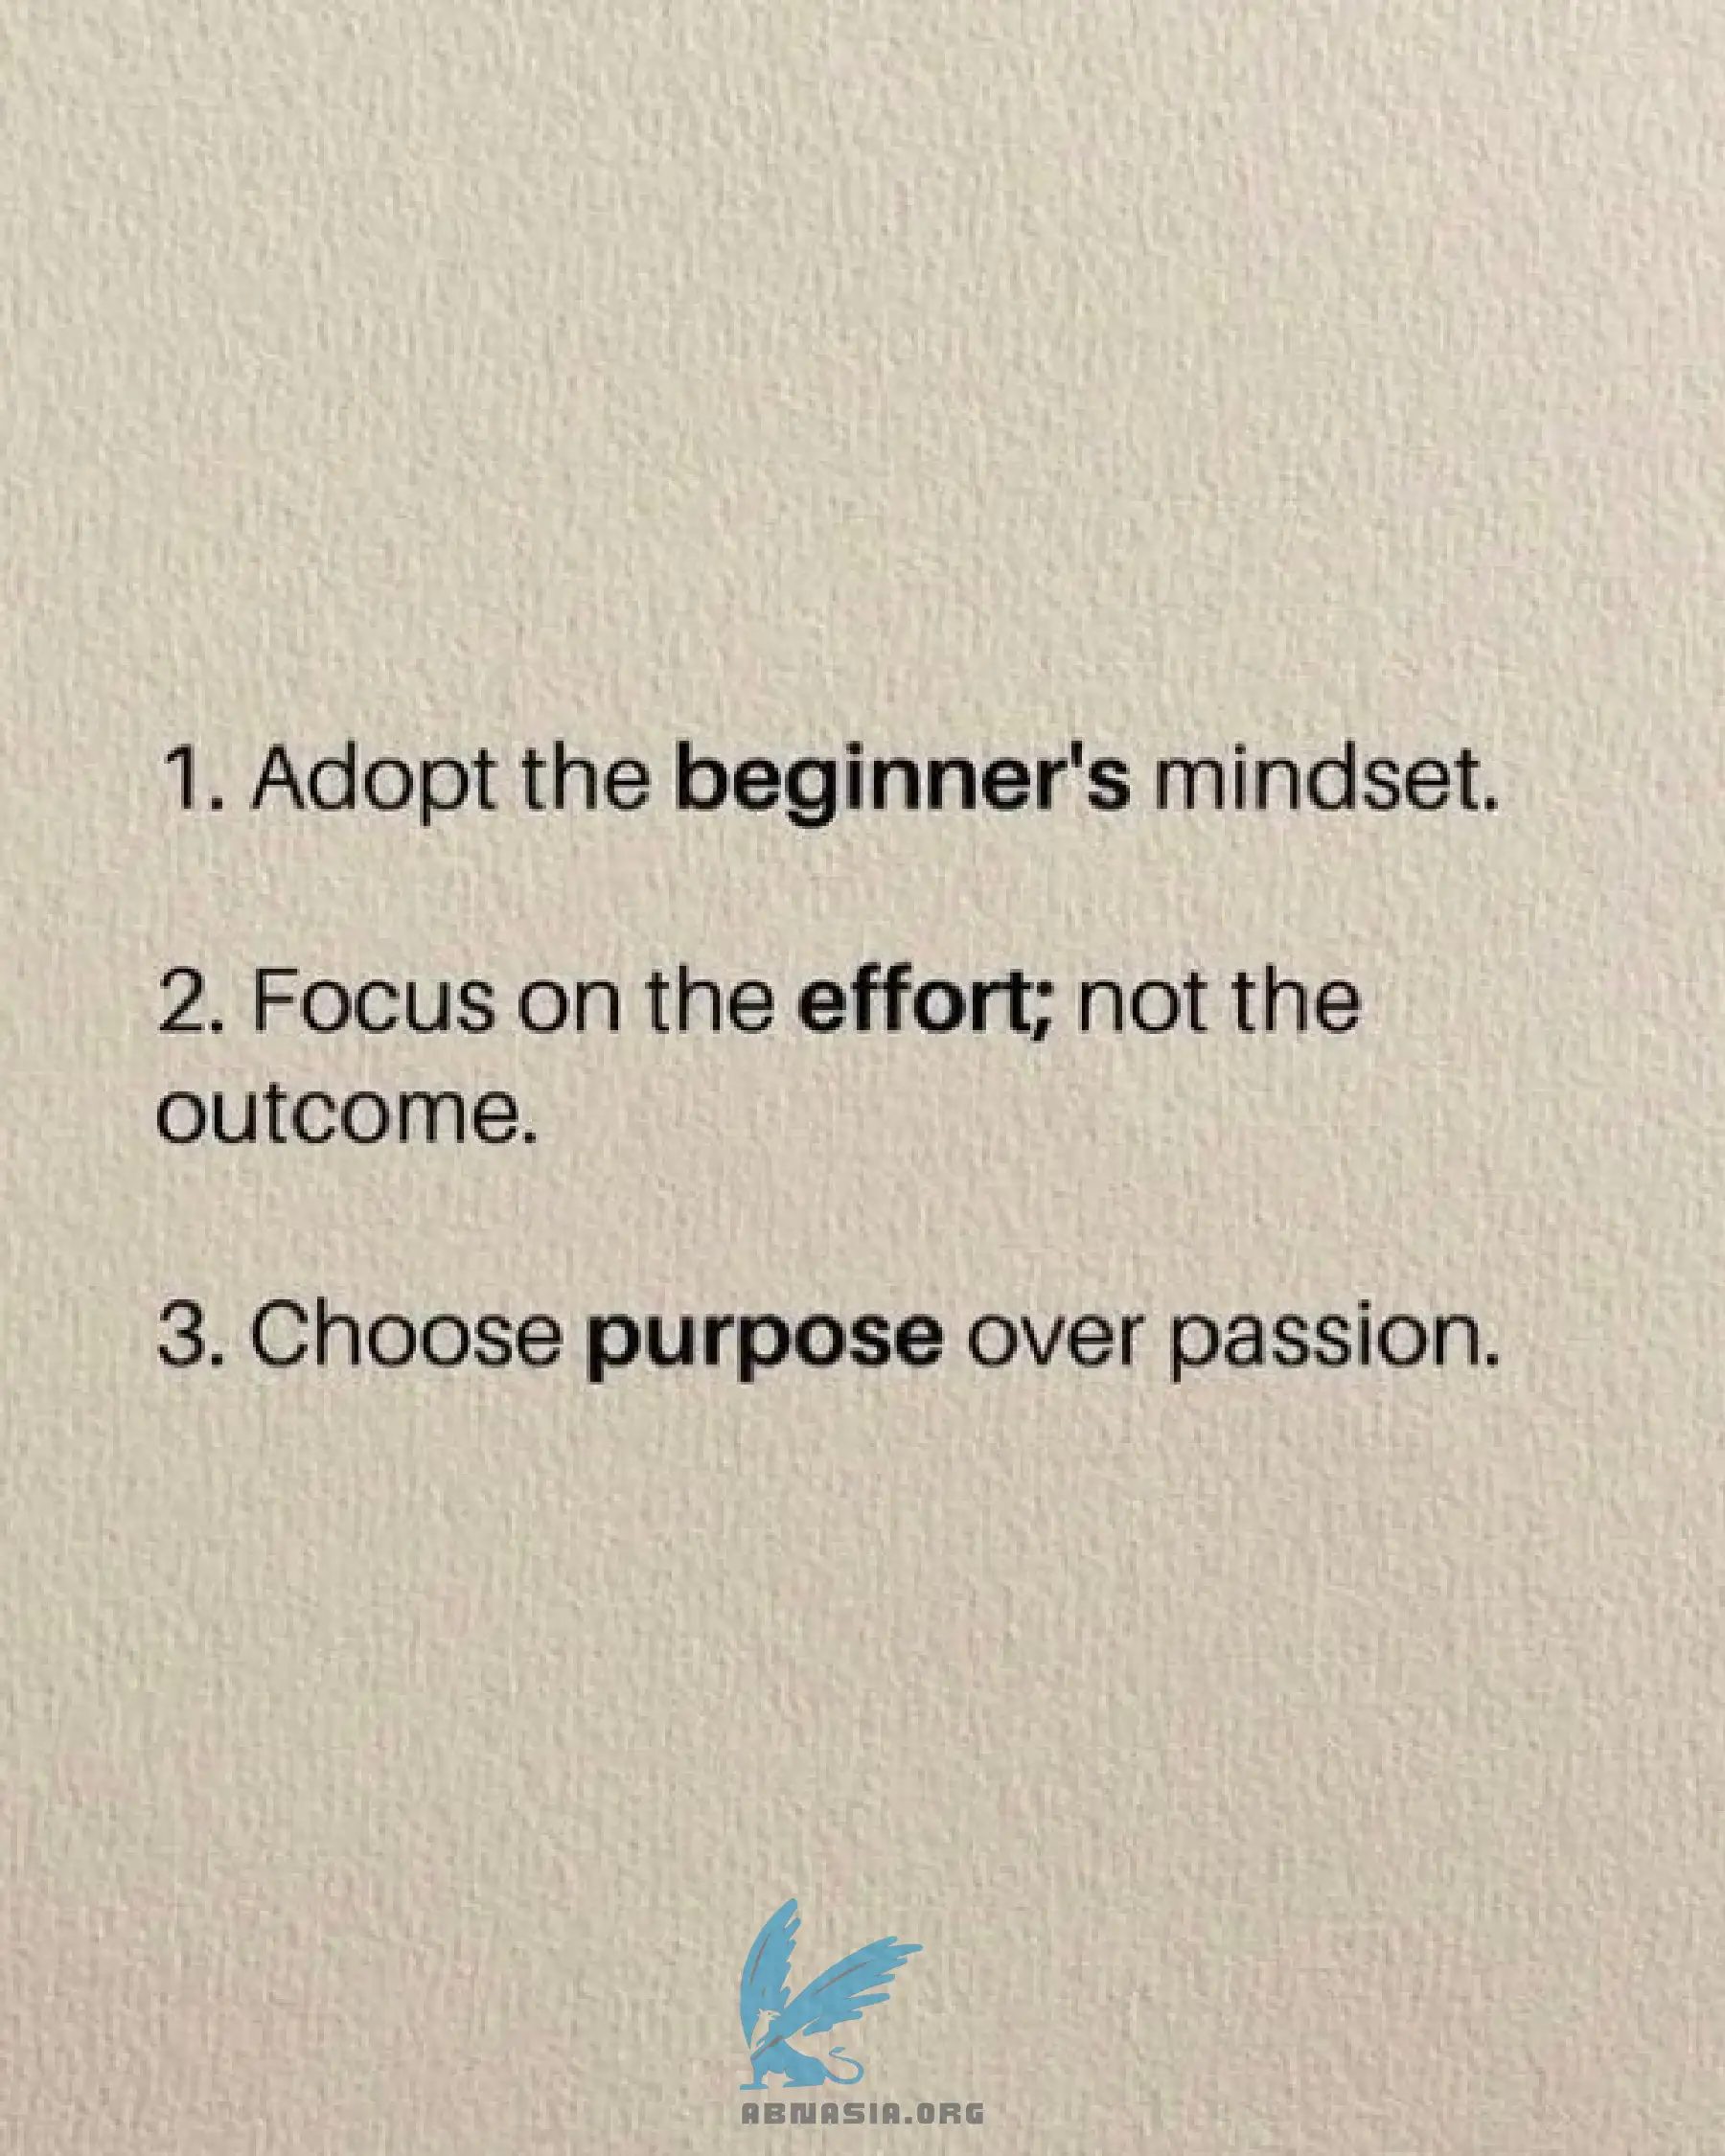 1. Adopt the beginner's mindset.
2. Focus on the effort; not the
outcome.
3. Choose purpose over passion.
ABNASIA.ORG